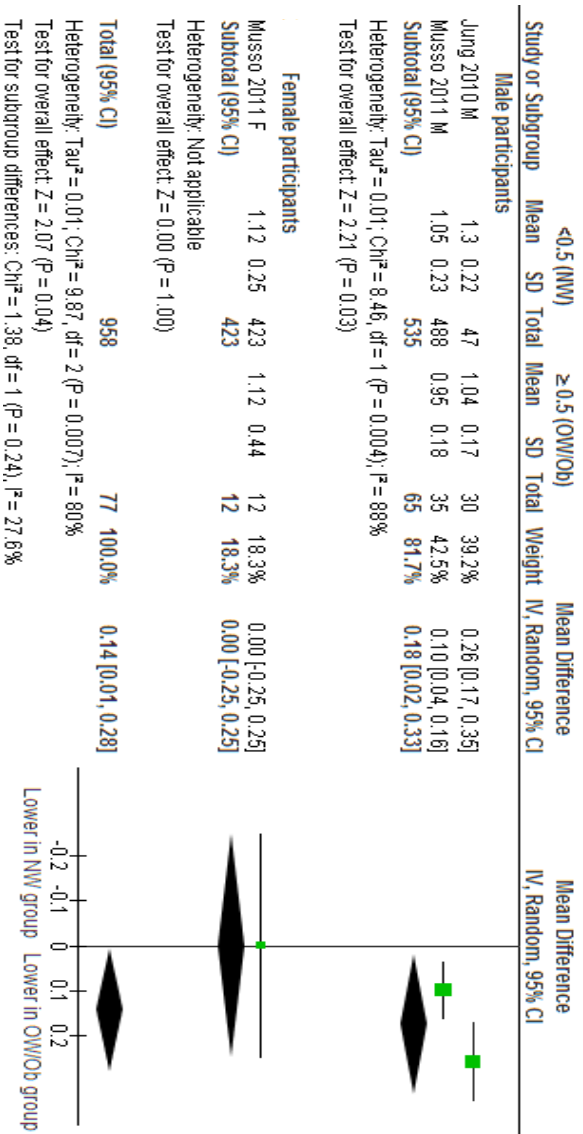 <0.5 (NW) ≥ 0.5 (OW/Ob) Mean Difference Mean Difference
Study or Subgroup Mean SD Total Mean SD Total Weight IV, Random, 95% CI IV, Random, 95% CI
Male participants
Jung 2010 M 1.3 0.22 47 1.04 0.17 30 39.2% 0.26 [0.17, 0.35]
Musso 2011 M 1.05 0.23 488 0.95 0.18 35 42.5% 0.10 [0.04, 0.16]
Subtotal (95% CI) 535 65 81.7% 0.18 [0.02, 0.33]
Heterogeneity: Tau² = 0.01; Chi² = 8.46, df = 1 (P = 0.004); I² = 88%
Test for overall effect: Z = 2.21 (P = 0.03)
Female participants
Musso 2011 F 1.12 0.25 423 1.12 0.44 12 18.3% 0.00 [-0.25, 0.25]
Subtotal (95% CI) 423 12 18.3% 0.00 [-0.25, 0.25]
Heterogeneity: Not applicable
Test for overall effect: Z = 0.00 (P = 1.00)
Total (95% CI) 958 77 100.0% 0.14 [0.01, 0.28]
Heterogeneity: Tau² = 0.01; Chi² = 9.87, df = 2 (P = 0.007); I² = 80%
Test for overall effect: Z = 2.07 (P = 0.04)
Test for subgroup differences: Chi² = 1.38, df = 1 (P = 0.24), I² = 27.6%
-0.2 -0.1 0 0.1 0.2
Lower in NW group Lower in OW/Ob group